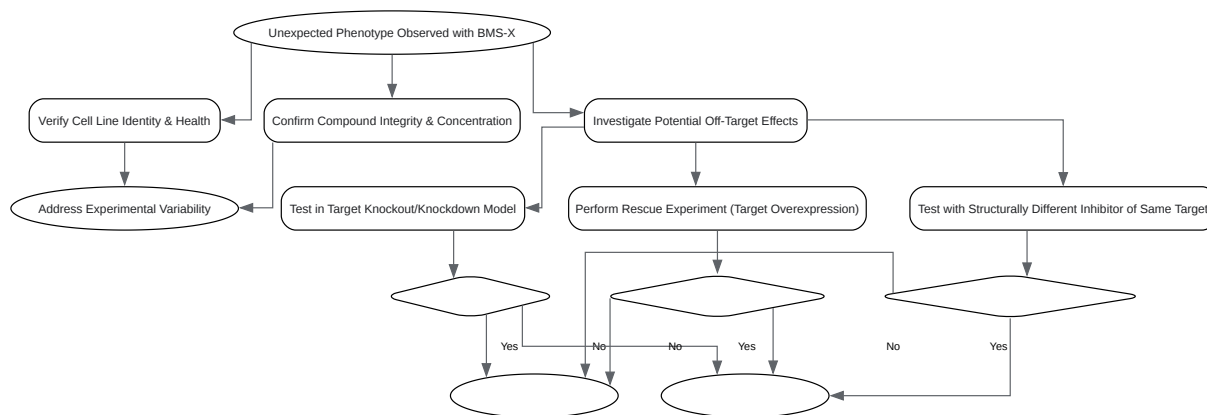 Unexpected Phenotype Observed with BMS-X
Verify Cell Line Identity & Health
Confirm Compound Integrity & Concentration
Investigate Potential Off-Target Effects
Address Experimental Variability
Test in Target Knockout/Knockdown Model
Perform Rescue Experiment (Target Overexpression)
Test with Structurally Different Inhibitor of Same Target
Yes
No
No
Yes
No
Yes